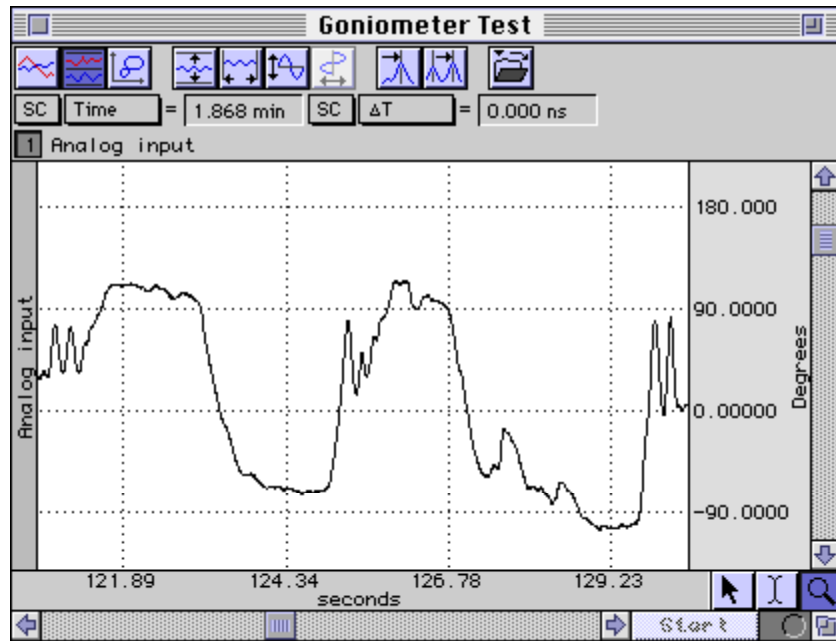 Goniometer Test
SC Time = 1.868 min SC ΔT = 0.000 ns
1 Analog input
180.000
90.0000
0.00000
-90.0000
Analog input
Degrees
121.89 124.34 126.78 129.23
seconds
Start